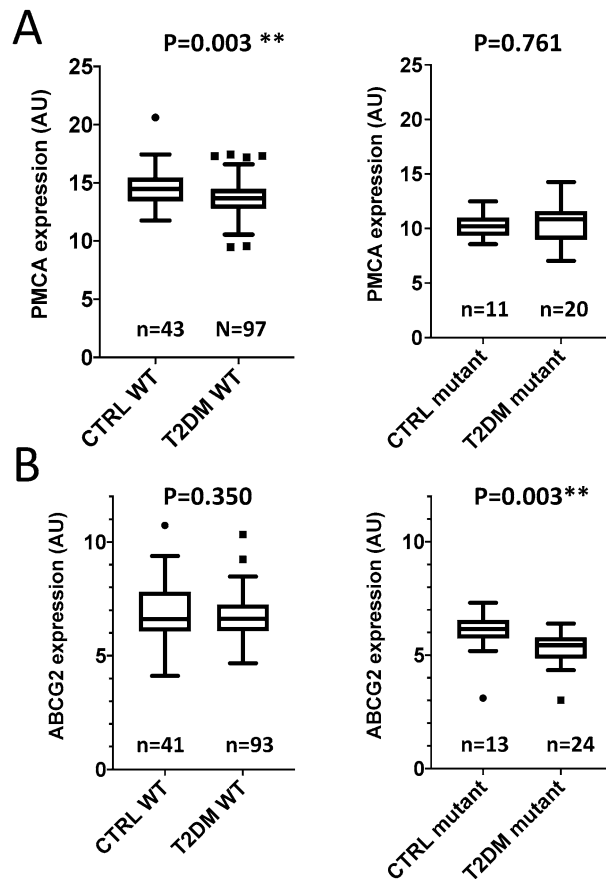 A
P=0.003 **
PMCA expression (AU)
25
20
15
10
5
0
n=43 N=97
CTRL WT
T2DM WT
P=0.761
PMCA expression (AU)
25
20
15
10
5
0
n=11 n=20
CTRL mutant
T2DM mutant
B
P=0.350
ABCG2 expression (AU)
10
5
0
n=41 n=93
CTRL WT
T2DM WT
P=0.003**
ABCG2 expression (AU)
10
5
0
n=13 n=24
CTRL mutant
T2DM mutant